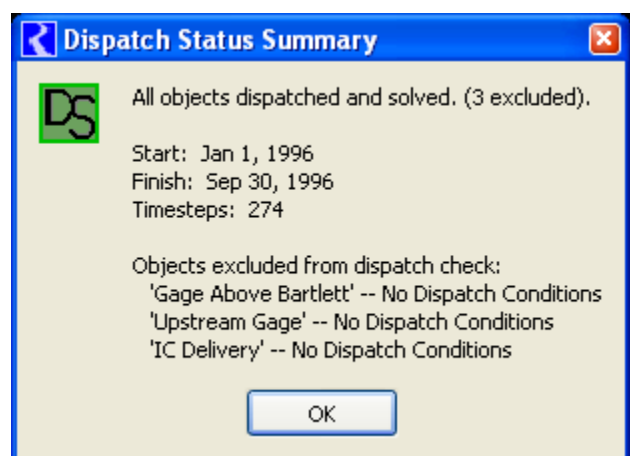 Dispatch Status Summary
DS
All objects dispatched and solved. (3 excluded).
Start: Jan 1, 1996
Finish: Sep 30, 1996
Timesteps: 274
Objects excluded from dispatch check:
'Gage Above Bartlett' -- No Dispatch Conditions
'Upstream Gage' -- No Dispatch Conditions
'IC Delivery' -- No Dispatch Conditions
OK